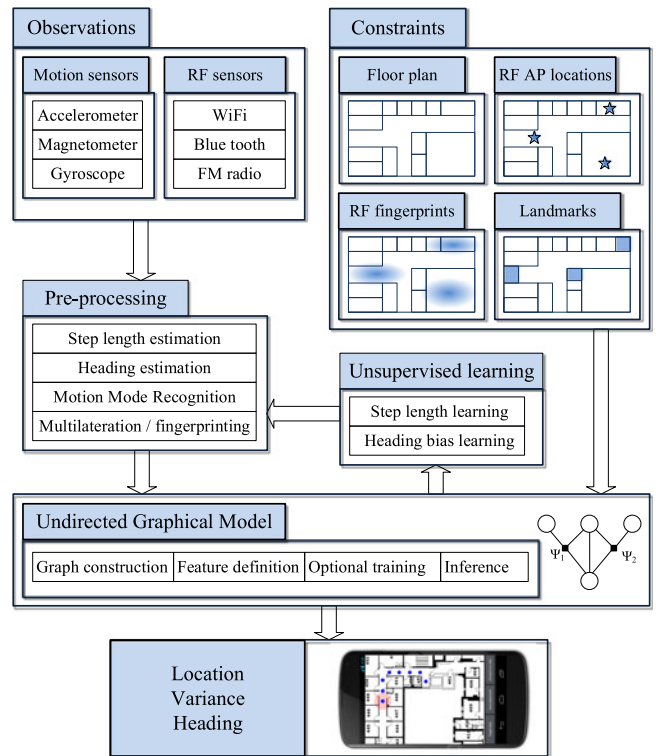 Observations
Motion sensors
Accelerometer
Magnetometer
Gyroscope
RF sensors
WiFi
Blue tooth
FM radio
Constraints
Floor plan
RF AP locations
RF fingerprints
Landmarks
Pre-processing
Step length estimation
Heading estimation
Motion Mode Recognition
Multilateration / fingerprinting
Unsupervised learning
Step length learning
Heading bias learning
Undirected Graphical Model
Graph construction
Feature definition
Optional training
Inference
Ψ1
Ψ2
Location
Variance
Heading